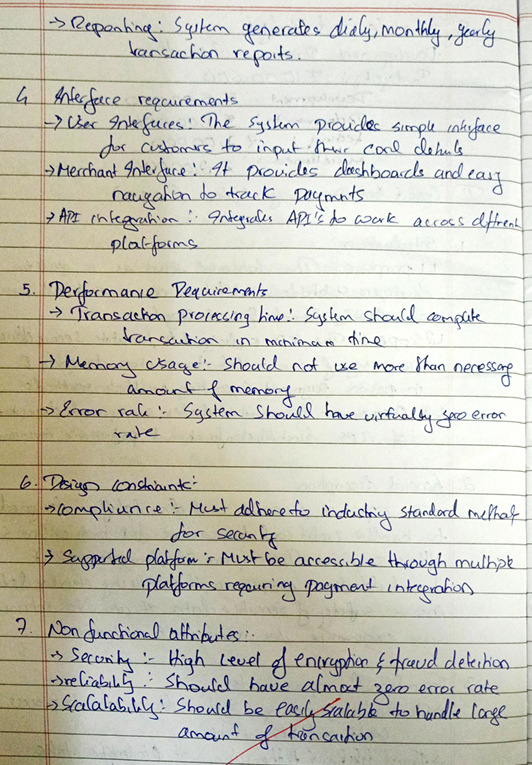 → Reporting: System generates dialy, monthly, yearly
transaction reports.
4 Interface requirements
→ User Interfaces: The System provides simple interface
for customers to input their card details
→ Merchant Interface: It provides dashboards and easy
navigation to track payments
→ API integration :- Integrates API's to work across diffrent
platforms
5. Performance Requirements
→ Transaction processing time: System should complete
transaction in minimum time
→ Memory Usage:- Should not use more than necessary
amount of memory
→ Error rate :- System should have virtually zero error
rate
6. Design constraints:-
→ Compliance :- Must adhere to industry standard methods
for security
→ Supported platform :- Must be accessible through multiple
platforms requiring payment integration
7. Non functional attributes:-
→ Security :- High Level of encryption & fraud detection
→ reliability :- Should have almost zero error rate
→ Scalatability: Should be easily scalable to handle large
amount of transaction